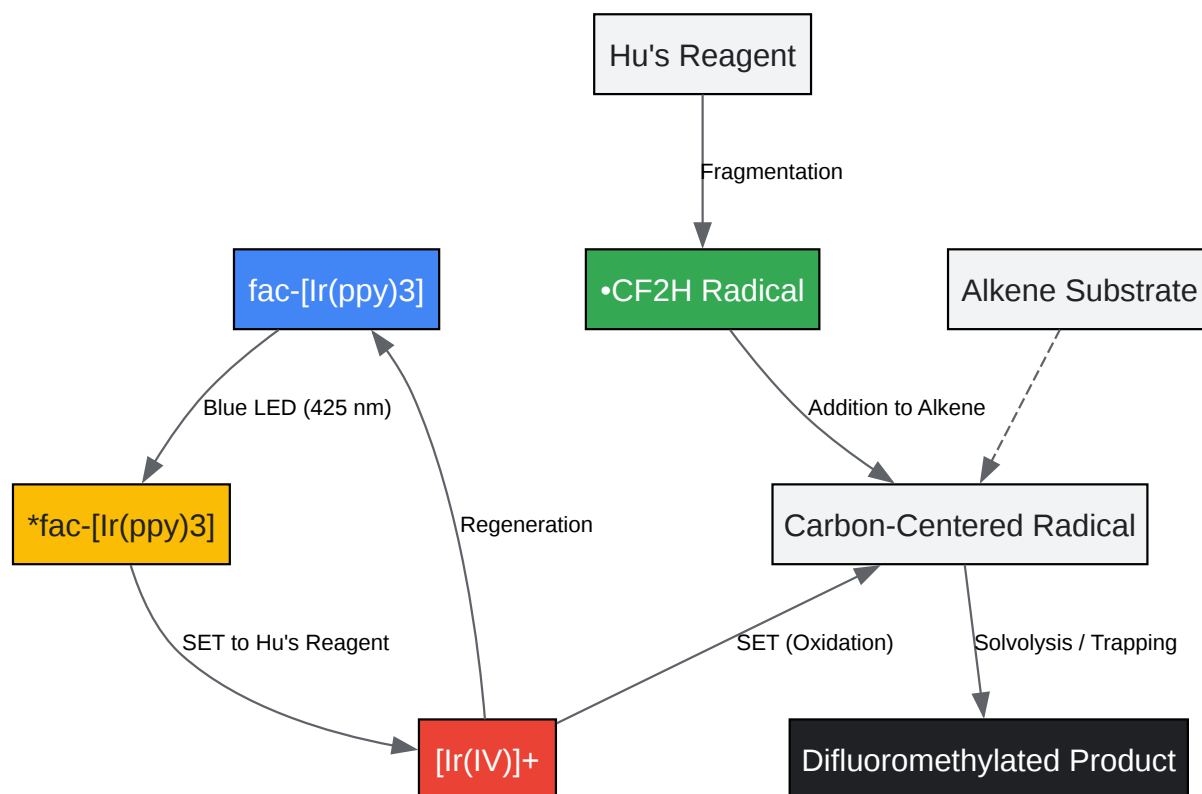 Hu's Reagent
Fragmentation
fac-[Ir(ppy)3]
•CF2H Radical
Alkene Substrate
Blue LED (425 nm)
Addition to Alkene
*fac-[Ir(ppy)3]
Regeneration
Carbon-Centered Radical
SET to Hu's Reagent
SET (Oxidation)
Solvolysis / Trapping
[Ir(IV)]+
Difluoromethylated Product